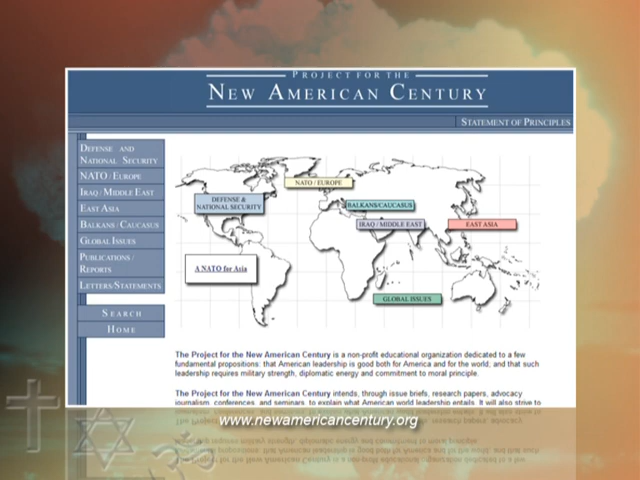 PROJECT FOR THE
NEW AMERICAN CENTURY
STATEMENT OF PRINCIPLES
DEFENSE AND
NATIONAL SECURITY
NATO / EUROPE
IRAQ / MIDDLE EAST
EAST ASIA
BALKANS / CAUCASUS
GLOBAL ISSUES
PUBLICATIONS /
REPORTS
LETTERS/STATEMENTS
SEARCH
HOME
NATO / EUROPE
DEFENSE &
NATIONAL SECURITY
BALKANS/CAUCASUS
IRAQ / MIDDLE EAST
EAST ASIA
A NATO for Asia
GLOBAL ISSUES
The Project for the New American Century is a non-profit educational organization dedicated to a few
fundamental propositions: that American leadership is good both for America and for the world; and that such
leadership requires military strength, diplomatic energy and commitment to moral principle.
The Project for the New American Century intends, through issue briefs, research papers, advocacy
journalism, conferences, and seminars, to explain what American world leadership entails. It will also strive to
www.newamericancentury.org